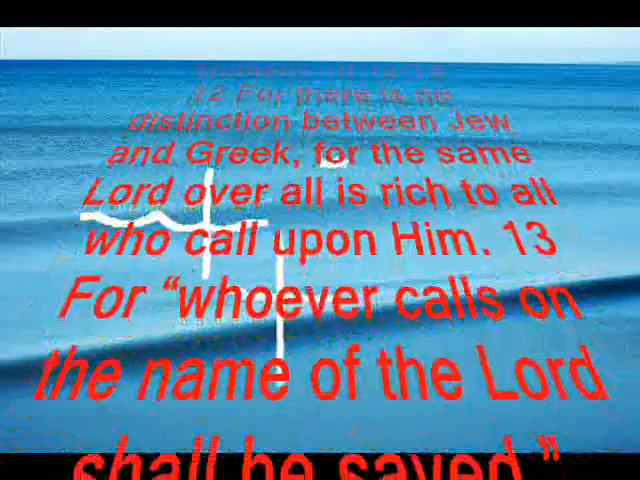 12 For there is no
distinction between Jew
and Greek, for the same
Lord over all is rich to all
who call upon Him. 13
For “whoever calls on
the name of the Lord
shall be saved.”